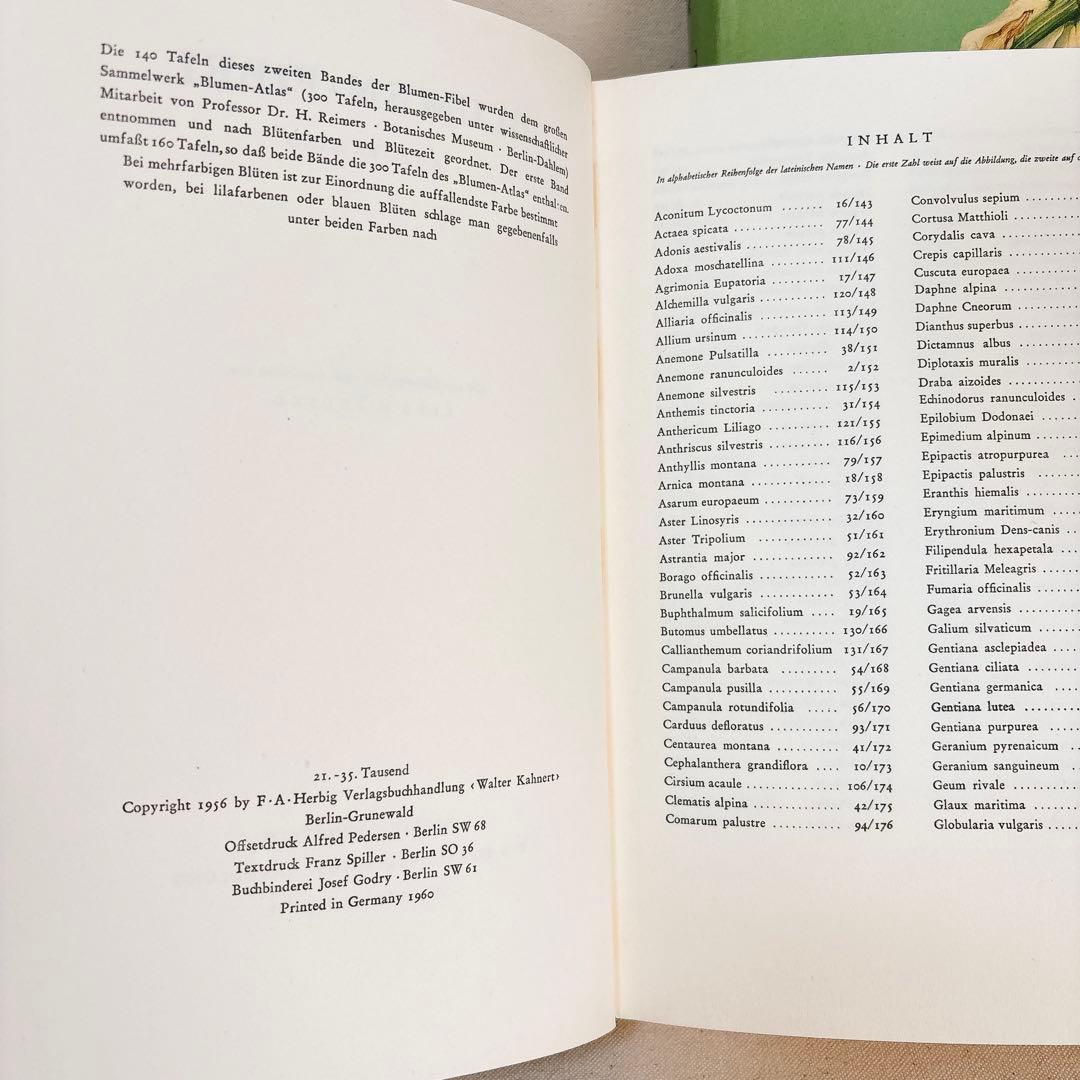 Die 140 Tafeln dieses zweiten Bandes der Blumen-Fibel wurden dem großen
Sammelwerk „Blumen-Atlas“ (300 Tafeln, herausgegeben unter wissenschaftlicher
Mitarbeit von Professor Dr. H. Reimers · Botanisches Museum · Berlin-Dahlem)
entnommen und nach Blütenfarben und Blütezeit geordnet. Der erste Band
umfaßt 160 Tafeln, so daß beide Bände die 300 Tafeln des „Blumen-Atlas“ enthalten.
Bei mehrfarbigen Blüten ist zur Einordnung die auffallendste Farbe bestimmt
worden, bei lilafarbenen oder blauen Blüten schlage man gegebenenfalls
unter beiden Farben nach
21.-35. Tausend
Copyright 1956 by F·A·Herbig Verlagsbuchhandlung ‹Walter Kahnert›
Berlin-Grunewald
Offsetdruck Alfred Pedersen · Berlin SW 68
Textdruck Franz Spiller · Berlin SO 36
Buchbinderei Josef Godry · Berlin SW 61
Printed in Germany 1960
INHALT
In alphabetischer Reihenfolge der lateinischen Namen · Die erste Zahl weist auf die Abbildung, die zweite auf
Aconitum Lycoctonum ....... 16/143
Actaea spicata ............... 77/144
Adonis aestivalis ............. 78/145
Adoxa moschatellina .......... 111/146
Agrimonia Eupatoria ......... 17/147
Alchemilla vulgaris ........... 120/148
Alliaria officinalis ........... 113/149
Allium ursinum .............. 114/150
Anemone Pulsatilla .......... 38/151
Anemone ranunculoides ...... 2/152
Anemone silvestris ......... 115/153
Anthemis tinctoria ........... 31/154
Anthericum Liliago .......... 121/155
Anthriscus silvestris .......... 116/156
Anthyllis montana ........... 79/157
Arnica montana ............. 18/158
Asarum europaeum ........... 73/159
Aster Linosyris .............. 32/160
Aster Tripolium ............ 51/161
Astrantia major .............. 92/162
Borago officinalis ............ 52/163
Brunella vulgaris ............ 53/164
Buphthalmum salicifolium .... 19/165
Butomus umbellatus .......... 130/166
Callianthemum coriandrifolium 131/167
Campanula barbata .......... 54/168
Campanula pusilla ........... 55/169
Campanula rotundifolia ..... 56/170
Carduus defloratus ........... 93/171
Centaurea montana .......... 41/172
Cephalanthera grandiflora .... 10/173
Cirsium acaule .............. 106/174
Clematis alpina .............. 42/175
Comarum palustre ........... 94/176
Convolvulus sepium ........
Cortusa Matthioli .........
Corydalis cava ...........
Crepis capillaris ..........
Cuscuta europaea .........
Daphne alpina ...........
Daphne Cneorum .........
Dianthus superbus ........
Dictamnus albus .........
Diplotaxis muralis ........
Draba aizoides ...........
Echinodorus ranunculoides .
Epilobium Dodonaei ......
Epimedium alpinum ......
Epipactis atropurpurea ...
Epipactis palustris .......
Eranthis hiemalis ........
Eryngium maritimum .....
Erythronium Dens-canis ..
Filipendula hexapetala ...
Fritillaria Meleagris ......
Fumaria officinalis .......
Gagea arvensis ..........
Galium silvaticum .......
Gentiana asclepiadea ....
Gentiana ciliata .........
Gentiana germanica ....
Gentiana lutea .........
Gentiana purpurea .....
Geranium pyrenaicum ..
Geranium sanguineum ...
Geum rivale ...........
Glaux maritima ........
Globularia vulgaris .....